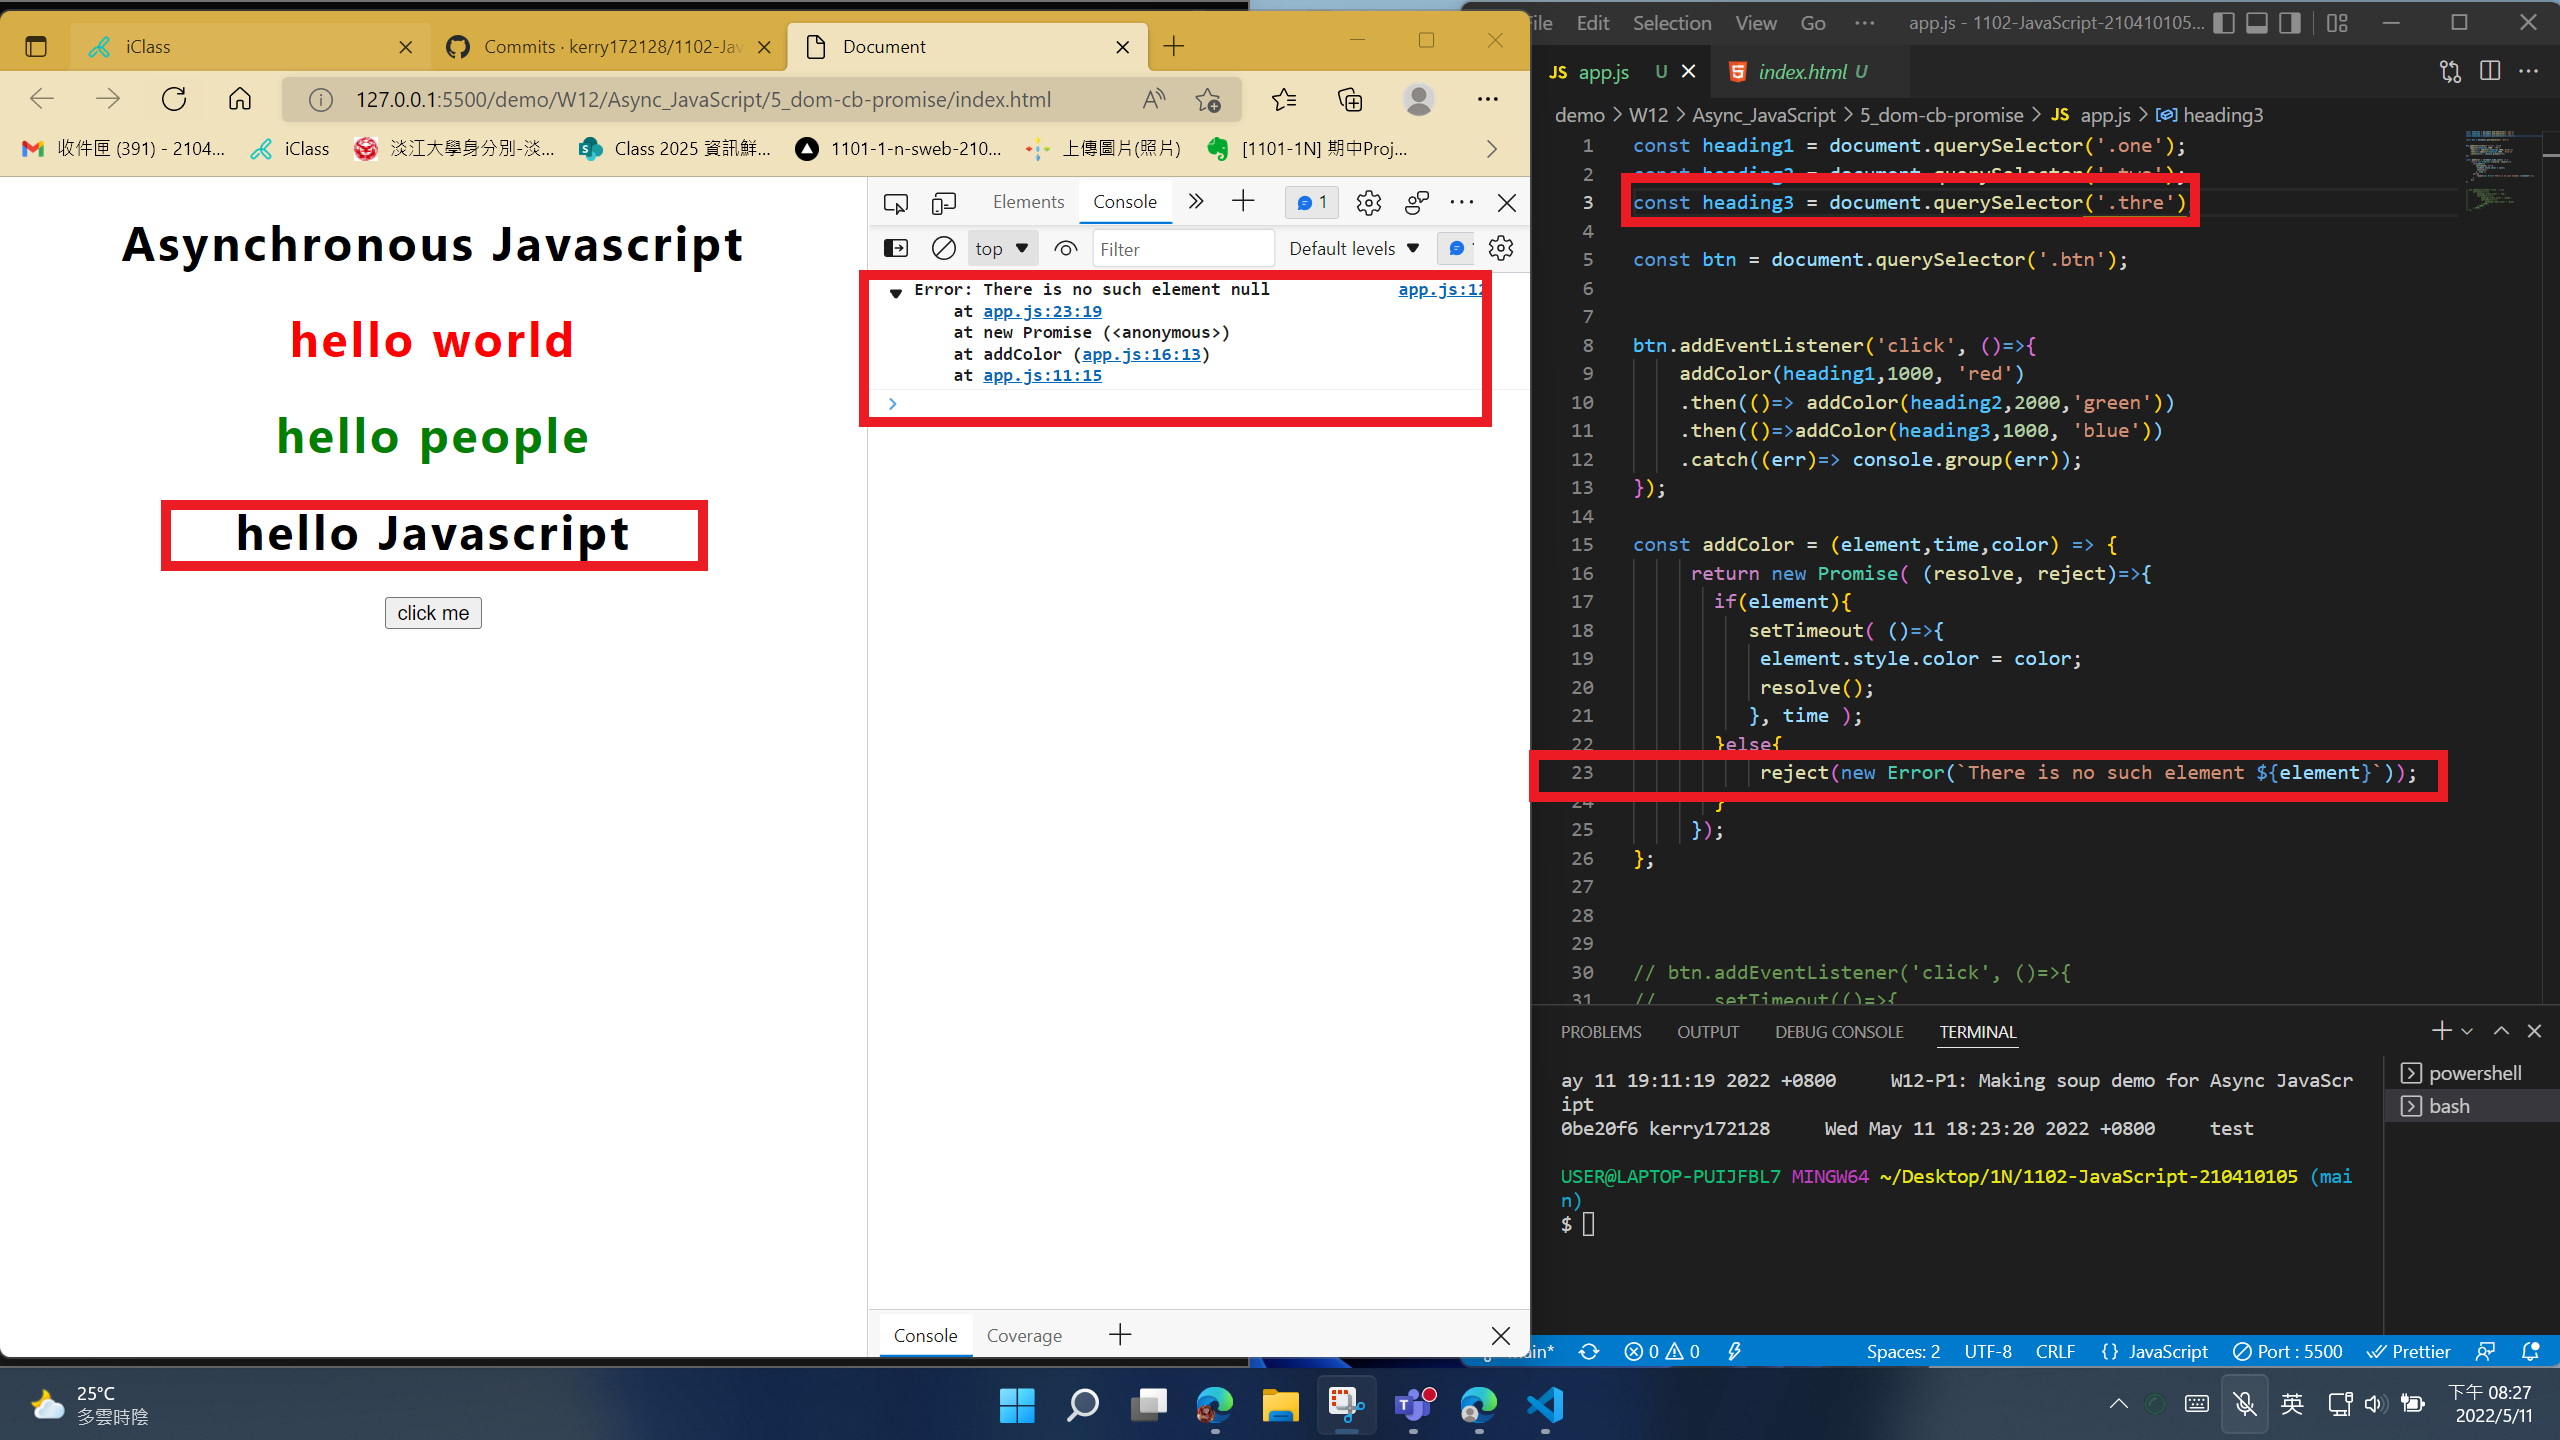 iClass
Commits · kerry172128/1102-Jav
Document
127.0.0.1:5500/demo/W12/Async_JavaScript/5_dom-cb-promise/index.html
收件匣 (391) - 2104...
iClass
淡江大學身分別-淡...
Class 2025 資訊鮮...
1101-1-n-sweb-210...
上傳圖片(照片)
[1101-1N] 期中Proj...
Asynchronous Javascript
hello world
hello people
hello Javascript
click me
Elements
Console
1
top
Filter
Default levels
Error: There is no such element null
app.js:12
at app.js:23:19
at new Promise (<anonymous>)
at addColor (app.js:16:13)
at app.js:11:15
Console
Coverage
File Edit Selection View Go ···
app.js - 1102-JavaScript-210410105...
JS app.js U
index.html U
demo > W12 > Async_JavaScript > 5_dom-cb-promise > JS app.js > heading3
1 const heading1 = document.querySelector('.one');
2 const heading2 = document.querySelector('.two');
3 const heading3 = document.querySelector('.thre')
4
5 const btn = document.querySelector('.btn');
6
7
8 btn.addEventListener('click', ()=>{
9 addColor(heading1,1000, 'red')
10 .then(()=> addColor(heading2,2000,'green'))
11 .then(()=>addColor(heading3,1000, 'blue'))
12 .catch((err)=> console.group(err));
13 });
14
15 const addColor = (element,time,color) => {
16 return new Promise( (resolve, reject)=>{
17 if(element){
18 setTimeout( ()=>{
19 element.style.color = color;
20 resolve();
21 }, time );
22 }else{
23 reject(new Error(`There is no such element ${element}`));
24 }
25 });
26 };
27
28
29
30 // btn.addEventListener('click', ()=>{
31 // setTimeout(()=>{
PROBLEMS OUTPUT DEBUG CONSOLE TERMINAL
ay 11 19:11:19 2022 +0800 W12-P1: Making soup demo for Async JavaScr
ipt
0be20f6 kerry172128 Wed May 11 18:23:20 2022 +0800 test
USER@LAPTOP-PUIJFBL7 MINGW64 ~/Desktop/1N/1102-JavaScript-210410105 (mai
n)
$
powershell
bash
main*
0
0
Spaces: 2
UTF-8
CRLF
{} JavaScript
Port : 5500
Prettier
25°C
多雲時陰
英
下午 08:27
2022/5/11